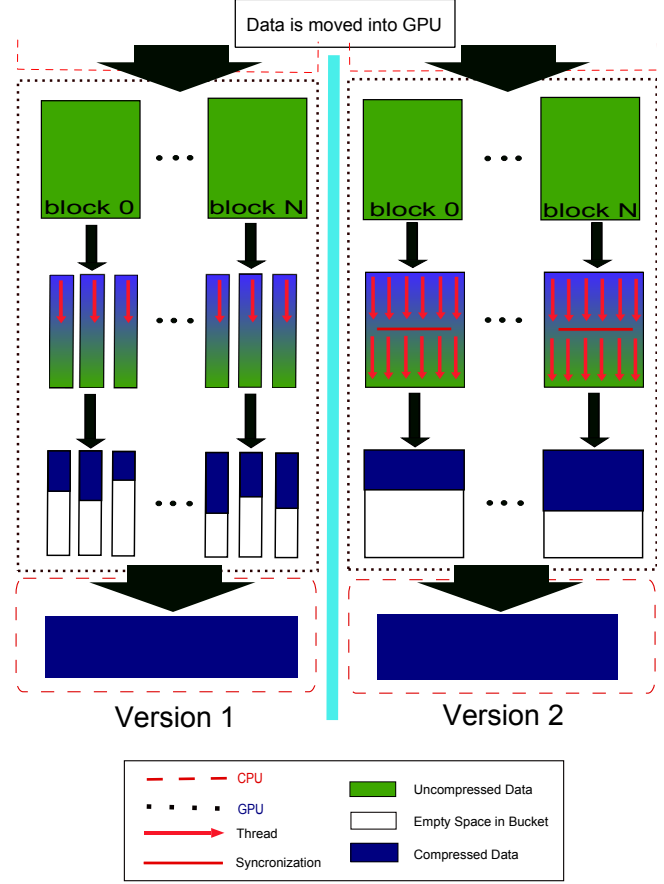 Data is moved into GPU
block 0
block N
block 0
block N
Version 1
Version 2
CPU
GPU
Thread
Syncronization
Uncompressed Data
Empty Space in Bucket
Compressed Data